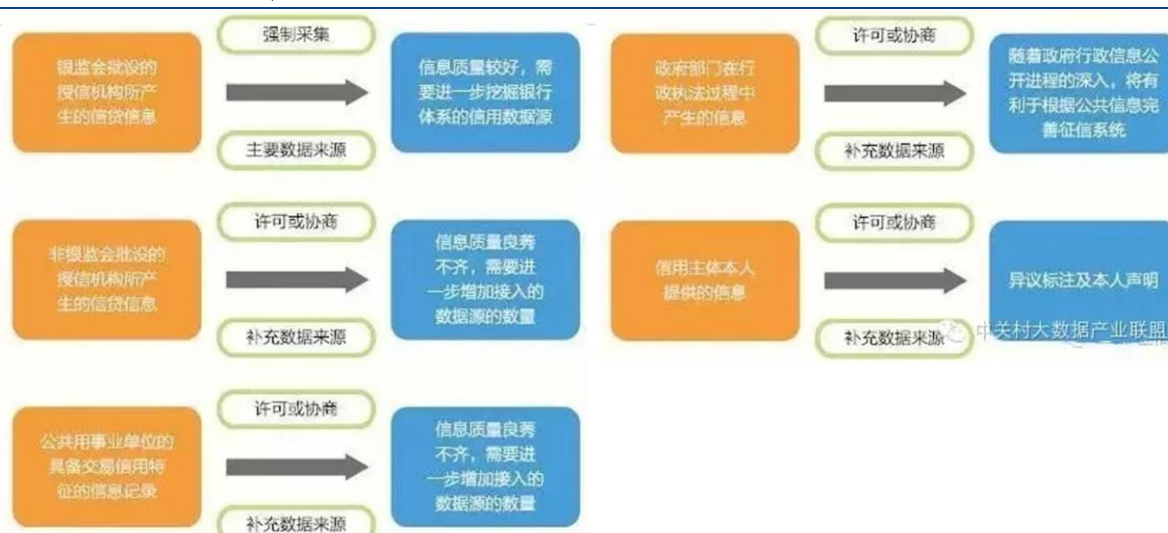 强制采集
银监会批设的
授信机构所产
生的信贷信息
信息质量较好，需
要进一步挖掘银行
体系的信用数据源
主要数据来源
许可或协商
非银监会批设的
授信机构所产
生的信贷信息
信息质量良莠
不齐，需要进
一步增加接入的
数据源的数量
补充数据来源
许可或协商
公共用事业单位的
具备交易信用特
征的信息记录
信息质量良莠
不齐，需要进
一步增加接入的
数据源的数量
补充数据来源
许可或协商
政府部门在行
政执法过程中
产生的信息
随着政府行政信息公
开进程的深入，将有
利于根据公共信息完
善征信系统
补充数据来源
许可或协商
信用主体本人
提供的信息
异议标注及本人声明
补充数据来源
中关村大数据产业联盟